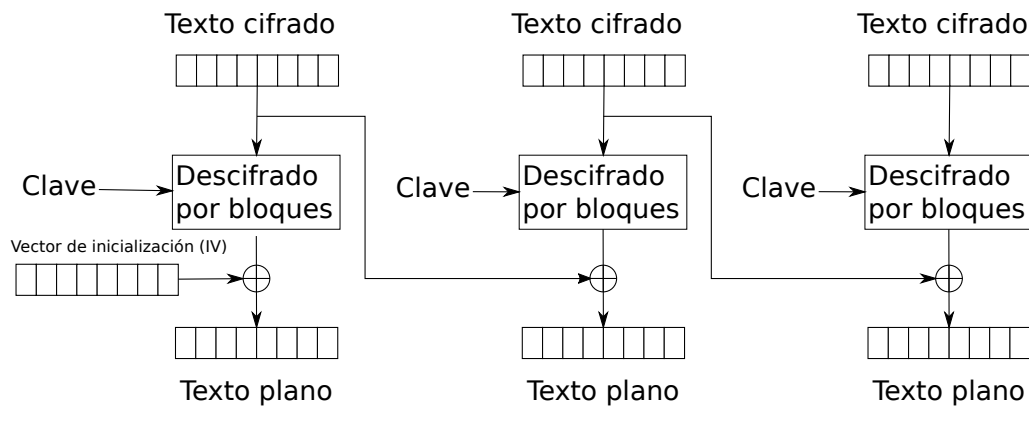 Texto cifrado
Texto cifrado
Texto cifrado
Clave
Descifrado
por bloques
Clave
Descifrado
por bloques
Clave
Descifrado
por bloques
Vector de inicialización (IV)
Texto plano
Texto plano
Texto plano